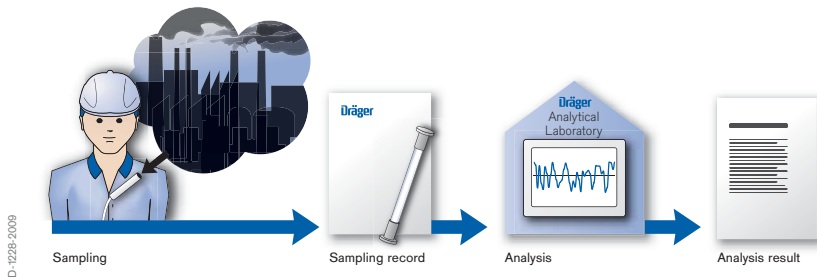 Dräger
Dräger
Analytical
Laboratory
D-1228-2009
Sampling
Sampling record
Analysis
Analysis result